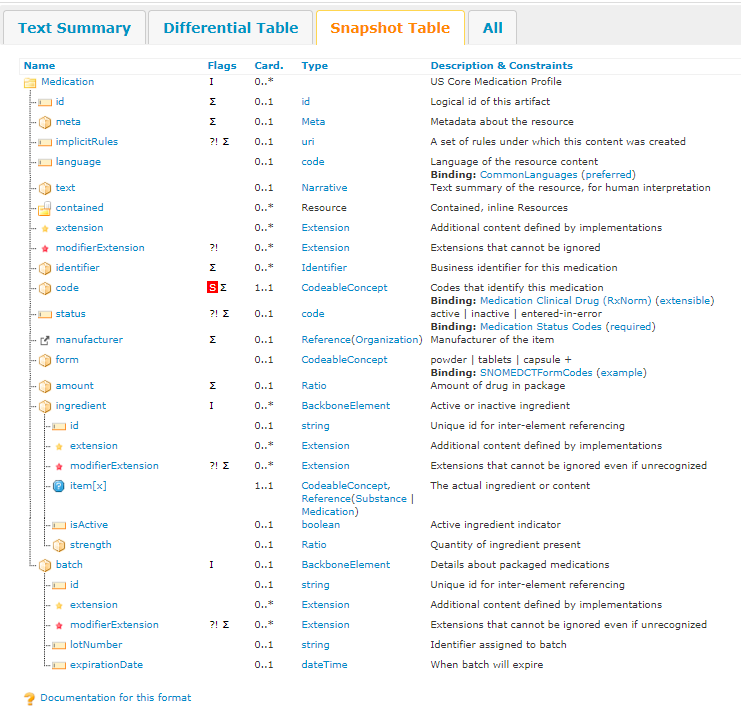 Text Summary Differential Table Snapshot Table All
Name Flags Card. Type Description & Constraints
Medication I 0..* US Core Medication Profile
id Σ 0..1 id Logical id of this artifact
meta Σ 0..1 Meta Metadata about the resource
implicitRules ?! Σ 0..1 uri A set of rules under which this content was created
language 0..1 code Language of the resource content
Binding: CommonLanguages (preferred)
text 0..1 Narrative Text summary of the resource, for human interpretation
contained 0..* Resource Contained, inline Resources
extension 0..* Extension Additional content defined by implementations
modifierExtension ?! 0..* Extension Extensions that cannot be ignored
identifier Σ 0..* Identifier Business identifier for this medication
code S Σ 1..1 CodeableConcept Codes that identify this medication
Binding: Medication Clinical Drug (RxNorm) (extensible)
status ?! Σ 0..1 code active | inactive | entered-in-error
Binding: Medication Status Codes (required)
manufacturer Σ 0..1 Reference(Organization) Manufacturer of the item
form 0..1 CodeableConcept powder | tablets | capsule +
Binding: SNOMEDCTFormCodes (example)
amount Σ 0..1 Ratio Amount of drug in package
ingredient I 0..* BackboneElement Active or inactive ingredient
id 0..1 string Unique id for inter-element referencing
extension 0..* Extension Additional content defined by implementations
modifierExtension ?! Σ 0..* Extension Extensions that cannot be ignored even if unrecognized
item[x] 1..1 CodeableConcept, The actual ingredient or content
Reference(Substance |
Medication)
isActive 0..1 boolean Active ingredient indicator
strength 0..1 Ratio Quantity of ingredient present
batch I 0..1 BackboneElement Details about packaged medications
id 0..1 string Unique id for inter-element referencing
extension 0..* Extension Additional content defined by implementations
modifierExtension ?! Σ 0..* Extension Extensions that cannot be ignored even if unrecognized
lotNumber 0..1 string Identifier assigned to batch
expirationDate 0..1 dateTime When batch will expire
Documentation for this format